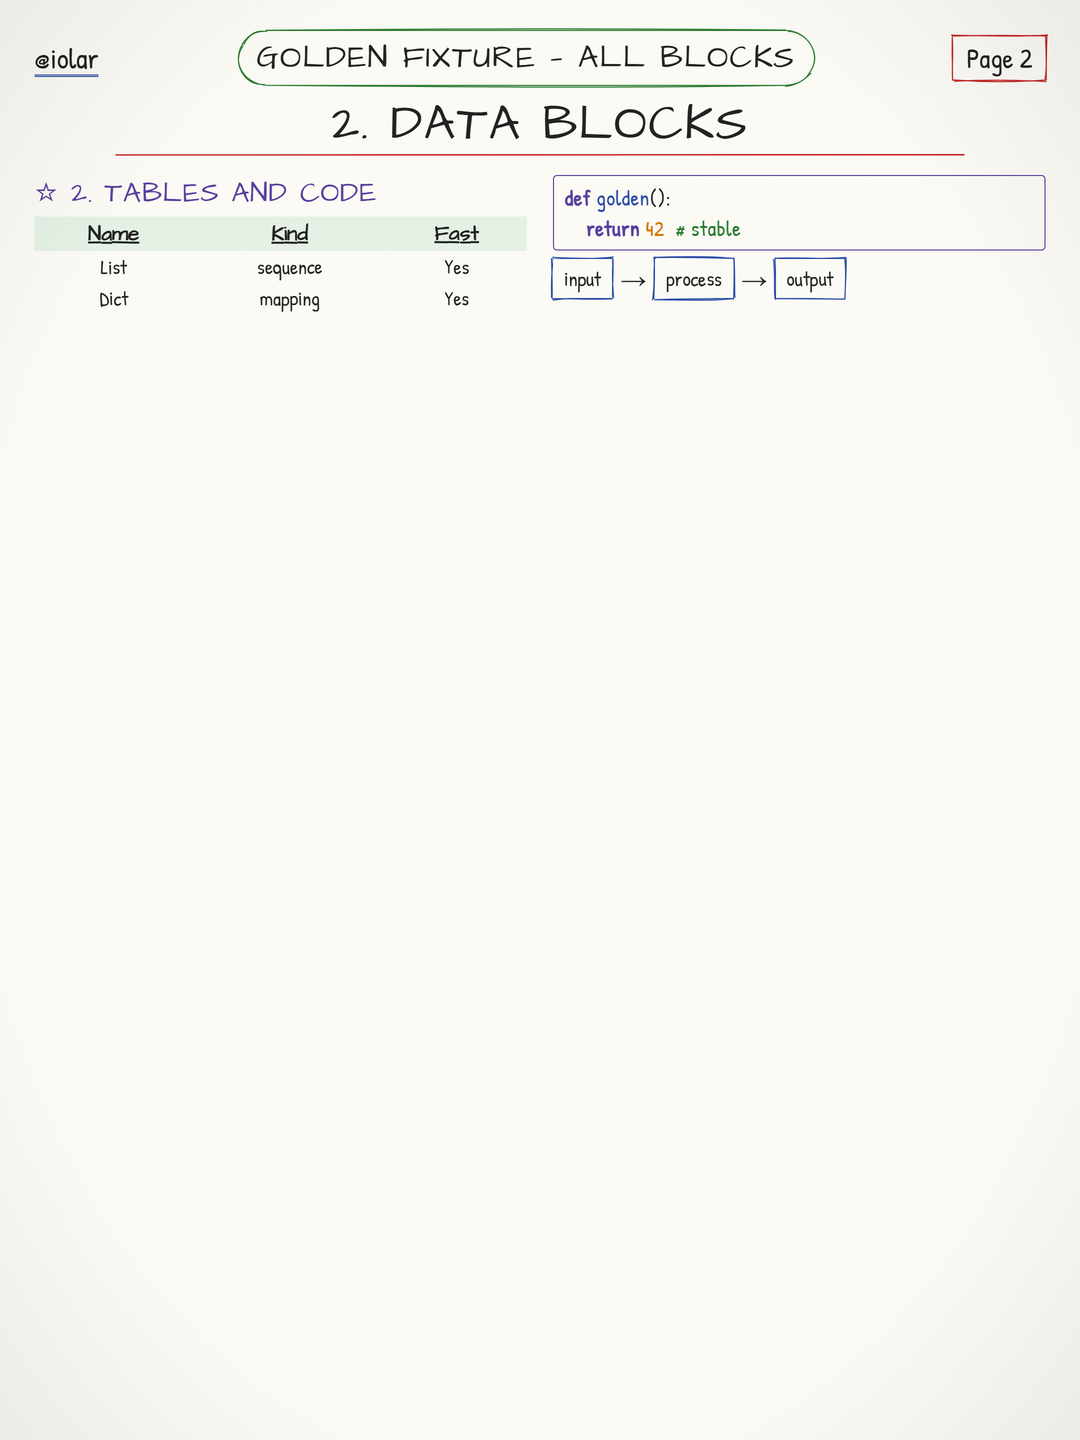 @iolar
GOLDEN FIXTURE - ALL BLOCKS
Page 2
2. DATA BLOCKS
☆ 2. TABLES AND CODE
Name Kind Fast
List sequence Yes
Dict mapping Yes
def golden():
    return 42 # stable
input → process → output